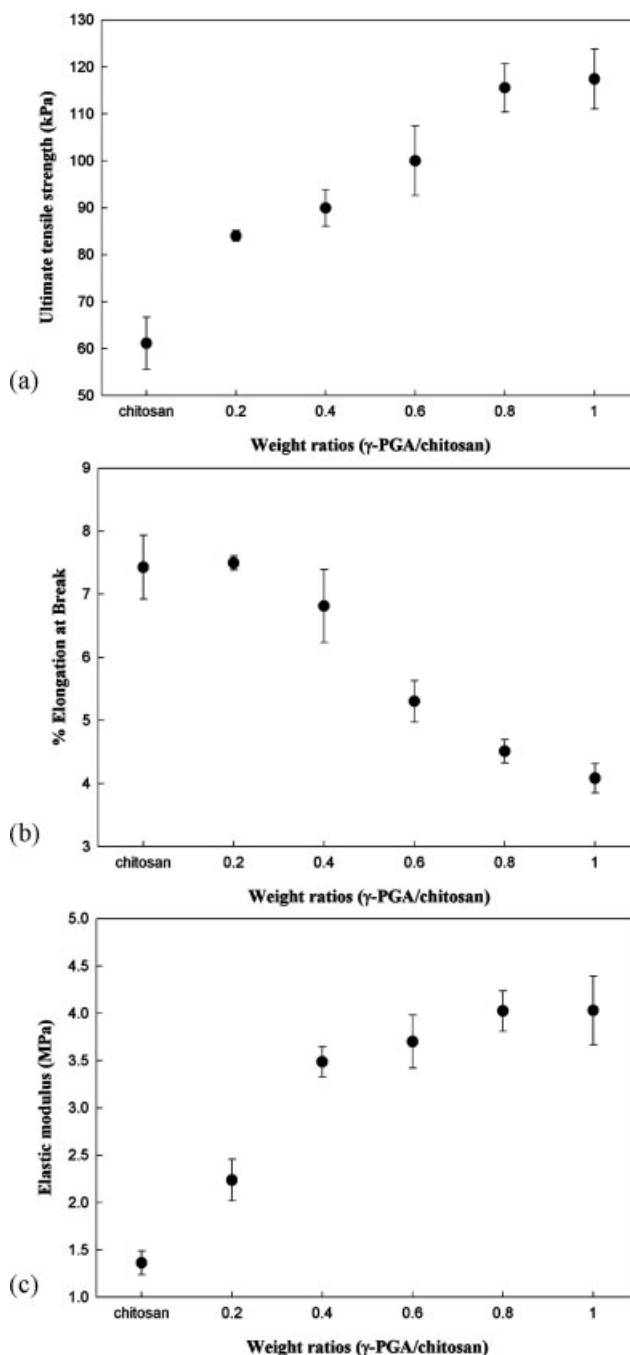 130
120
110
100
90
80
70
60
50
Ultimate tensile strength (kPa)
(a)
chitosan 0.2 0.4 0.6 0.8 1
Weight ratios (γ-PGA/chitosan)
9
8
7
6
5
4
3
% Elongation at Break
(b)
chitosan 0.2 0.4 0.6 0.8 1
Weight ratios (γ-PGA/chitosan)
5.0
4.5
4.0
3.5
3.0
2.5
2.0
1.5
1.0
Elastic modulus (MPa)
(c)
chitosan 0.2 0.4 0.6 0.8 1
Weight ratios (γ-PGA/chitosan)